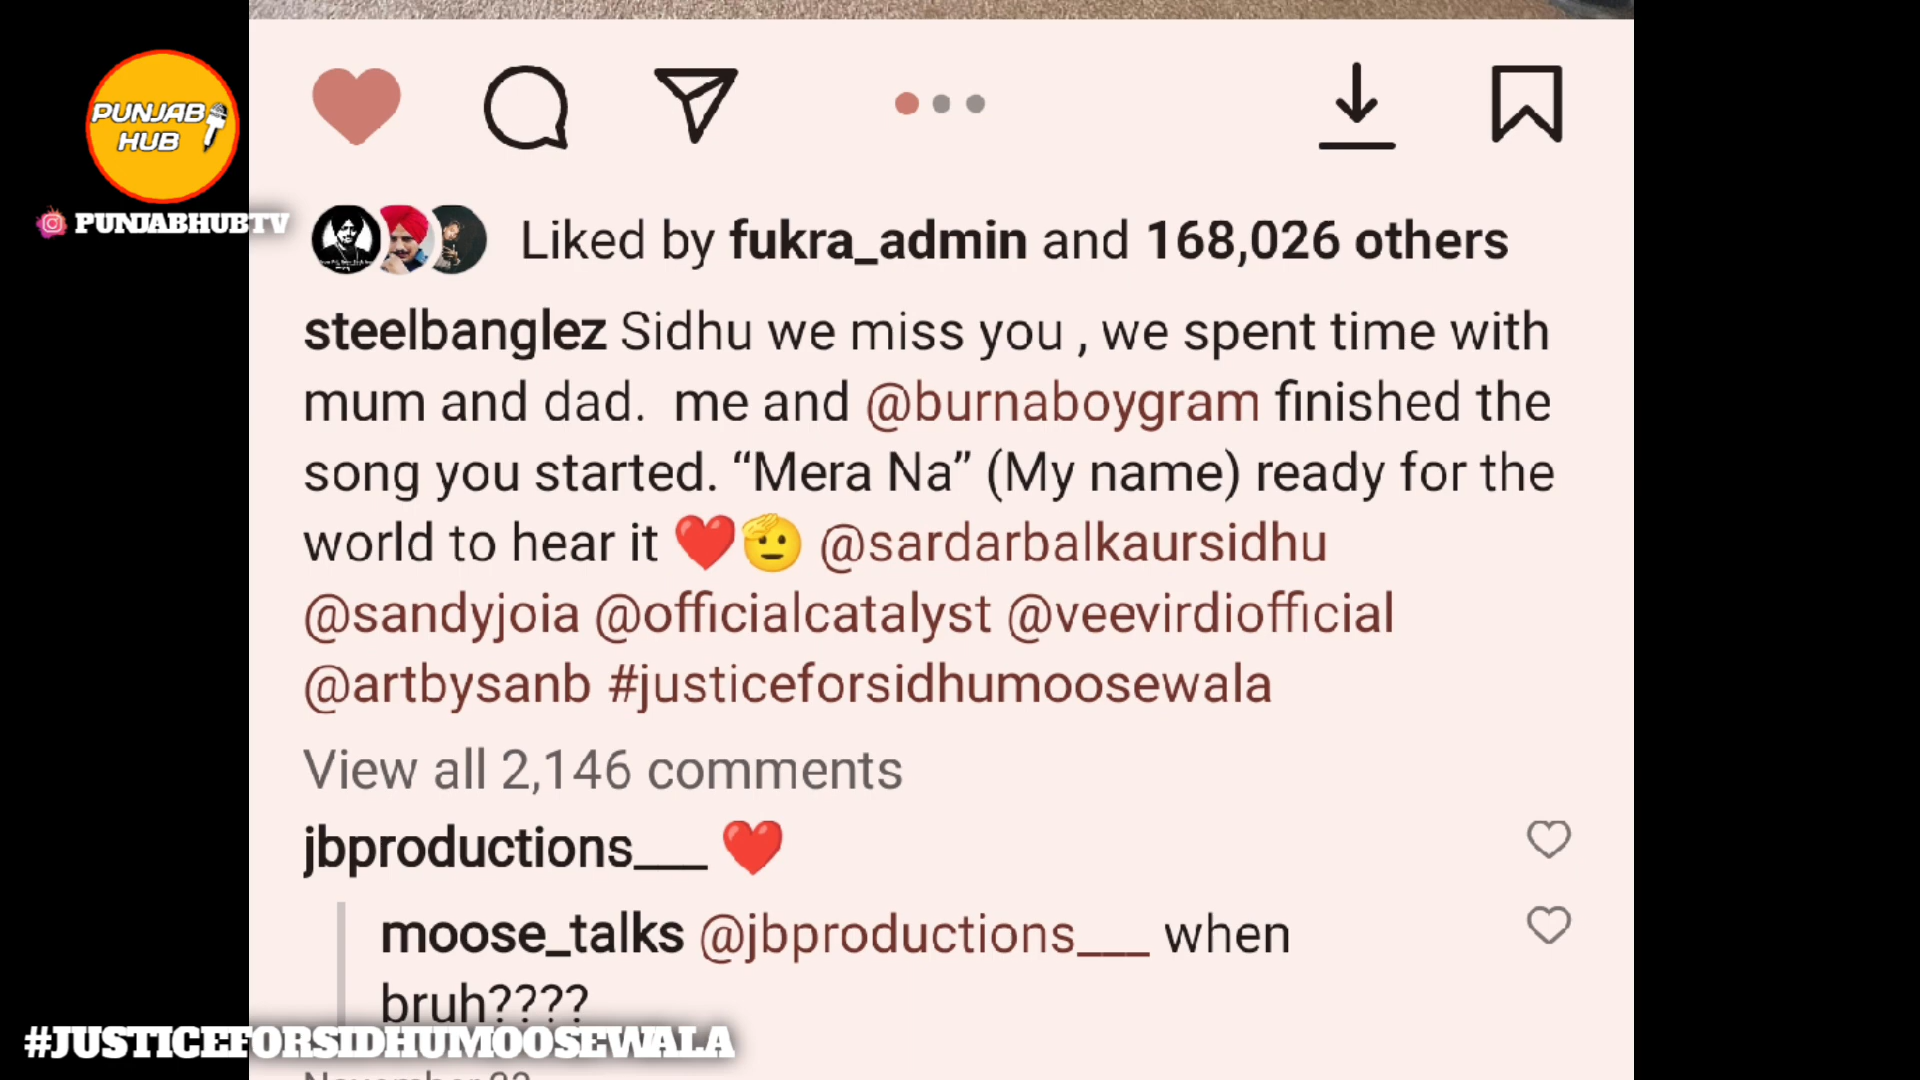 PUNJAB
HUB
PUNJABHUBTV
Liked by fukra_admin and 168,026 others
steelbanglez Sidhu we miss you , we spent time with
mum and dad.  me and @burnaboygram finished the
song you started. “Mera Na” (My name) ready for the
world to hear it ❤️🫡 @sardarbalkaursidhu
@sandyjoia @officialcatalyst @veevirdiofficial
@artbysanb #justiceforsidhumoosewala
View all 2,146 comments
jbproductions___ ❤️
moose_talks @jbproductions___ when
bruh????
#JUSTICEFORSIDHUMOOSEWALA